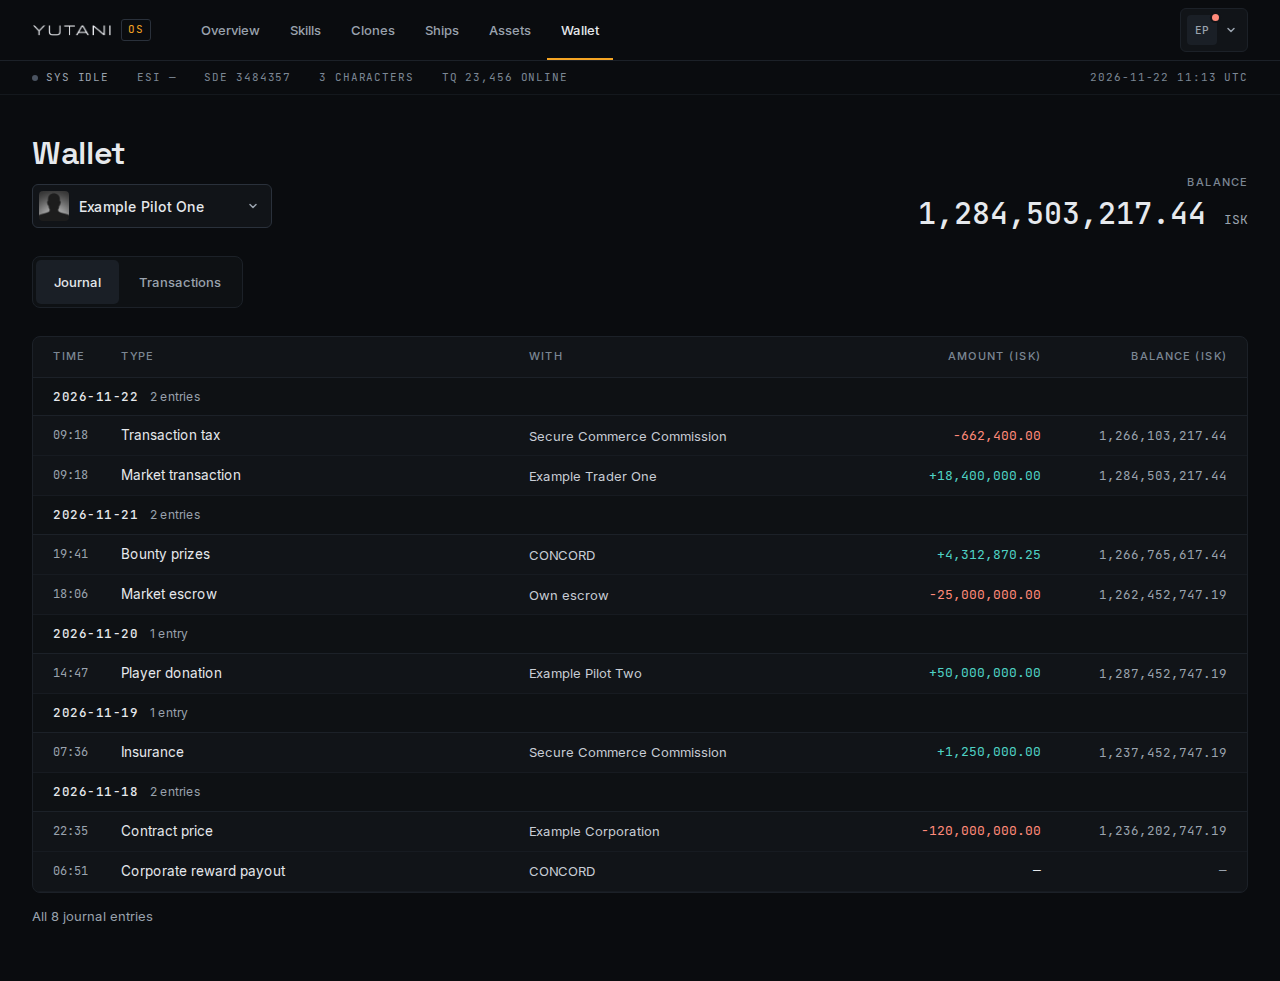 YUTANI OS Overview Skills Clones Ships Assets Wallet EP
SYS IDLE ESI — SDE 3484357 3 CHARACTERS TQ 23,456 ONLINE 2026-11-22 11:13 UTC
Wallet
Example Pilot One
BALANCE
1,284,503,217.44 ISK
Journal Transactions
TIME TYPE WITH AMOUNT (ISK) BALANCE (ISK)
2026-11-22 2 entries
09:18 Transaction tax Secure Commerce Commission -662,400.00 1,266,103,217.44
09:18 Market transaction Example Trader One +18,400,000.00 1,284,503,217.44
2026-11-21 2 entries
19:41 Bounty prizes CONCORD +4,312,870.25 1,266,765,617.44
18:06 Market escrow Own escrow -25,000,000.00 1,262,452,747.19
2026-11-20 1 entry
14:47 Player donation Example Pilot Two +50,000,000.00 1,287,452,747.19
2026-11-19 1 entry
07:36 Insurance Secure Commerce Commission +1,250,000.00 1,237,452,747.19
2026-11-18 2 entries
22:35 Contract price Example Corporation -120,000,000.00 1,236,202,747.19
06:51 Corporate reward payout CONCORD — —
All 8 journal entries